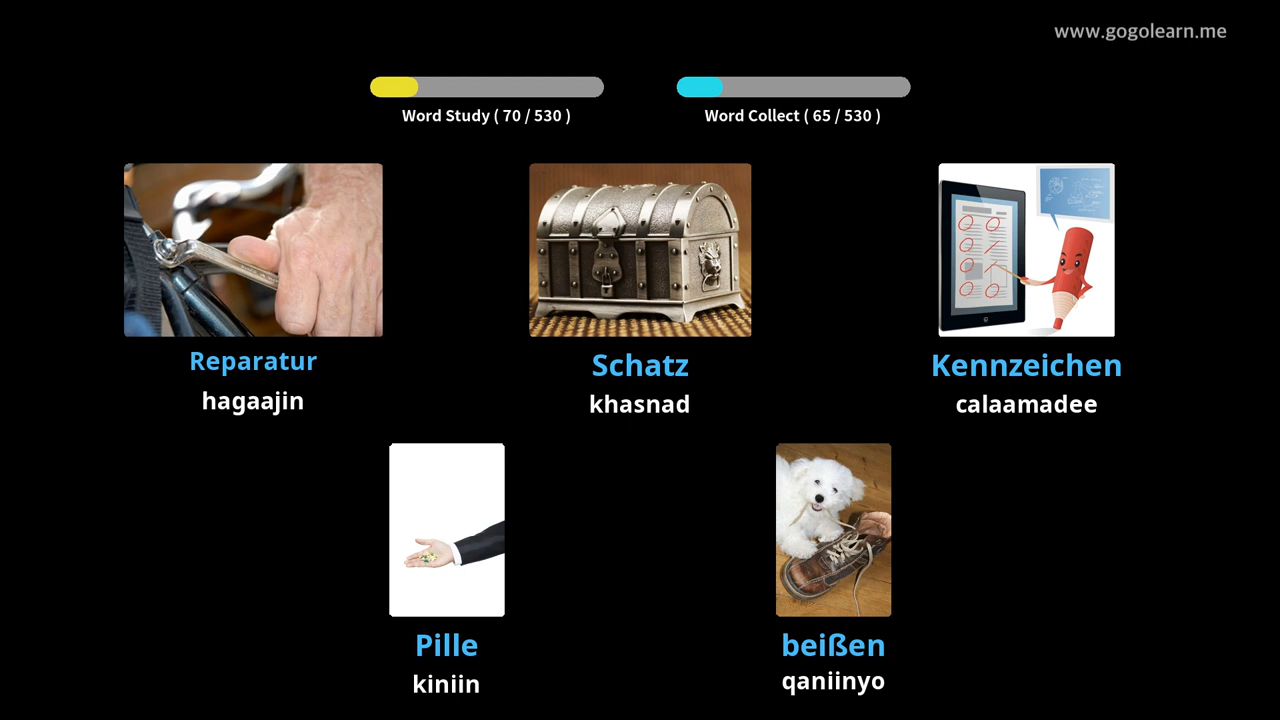 www.gogolearn.me
Word Study ( 70 / 530 )
Word Collect ( 65 / 530 )
Reparatur
hagaajin
Schatz
khasnad
Kennzeichen
calaamadee
Pille
kiniin
beißen
qaniinyo